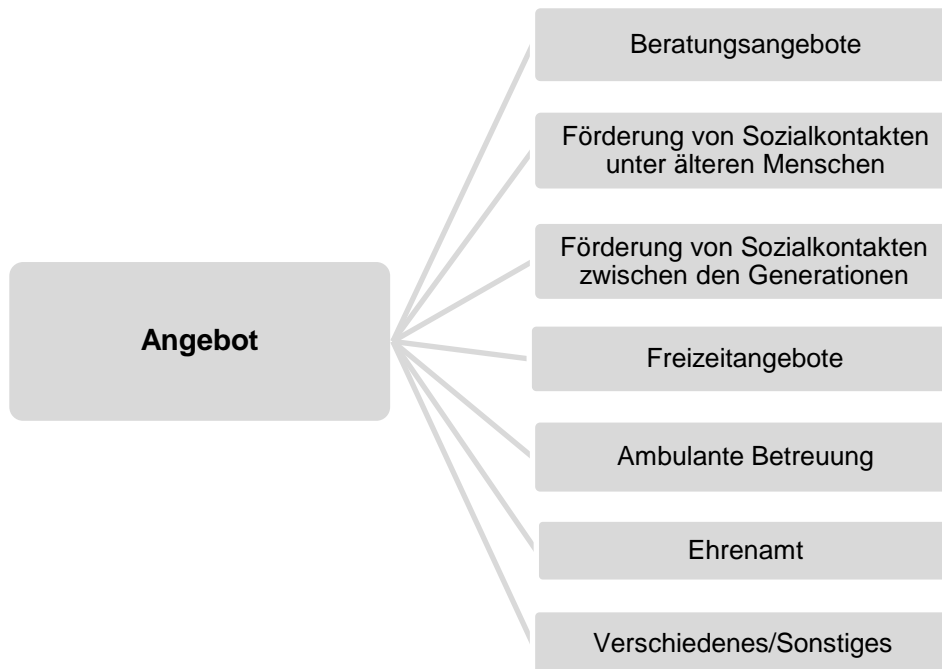 Beratungsangebote
Förderung von Sozialkontakten
unter älteren Menschen
Förderung von Sozialkontakten
zwischen den Generationen
Angebot
Freizeitangebote
Ambulante Betreuung
Ehrenamt
Verschiedenes/Sonstiges